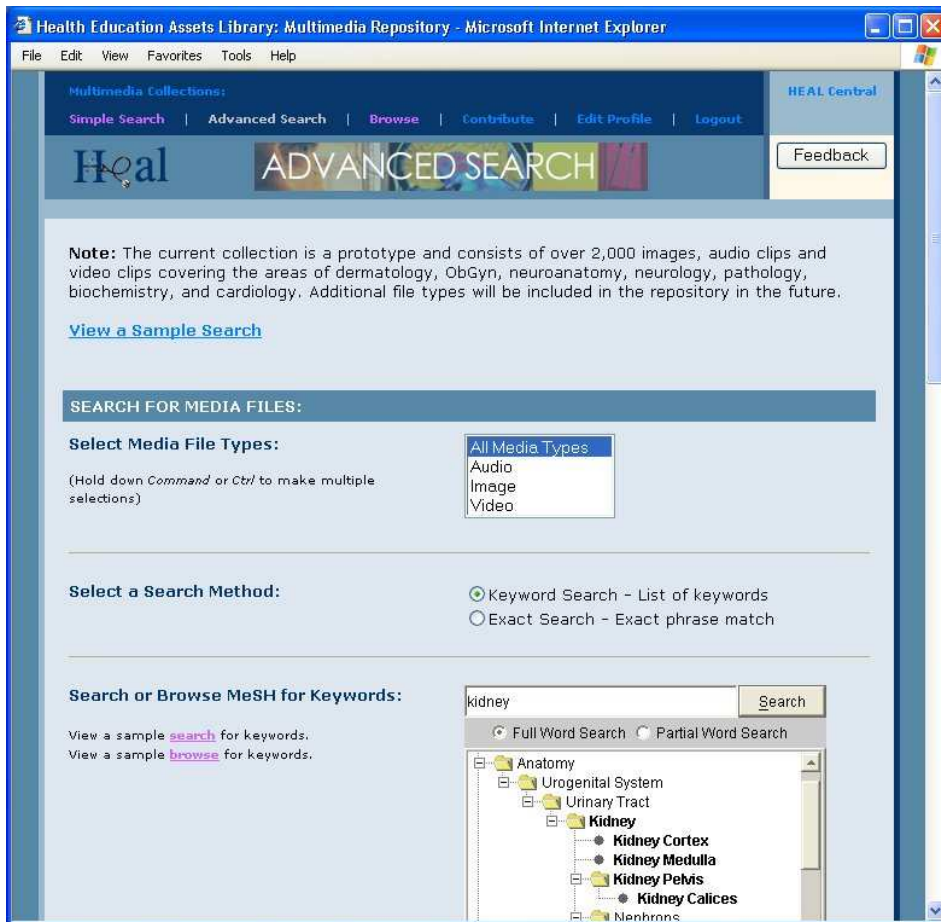 Health Education Assets Library: Multimedia Repository - Microsoft Internet Explorer
File Edit View Favorites Tools Help
Multimedia Collections:
HEAL Central
Simple Search | Advanced Search | Browse | Contribute | Edit Profile | Logout
Heal
ADVANCED SEARCH
Feedback
Note: The current collection is a prototype and consists of over 2,000 images, audio clips and
video clips covering the areas of dermatology, ObGyn, neuroanatomy, neurology, pathology,
biochemistry, and cardiology. Additional file types will be included in the repository in the future.
View a Sample Search
SEARCH FOR MEDIA FILES:
Select Media File Types:
(Hold down Command or Ctrl to make multiple
selections)
All Media Types
Audio
Image
Video
Select a Search Method:
Keyword Search - List of keywords
Exact Search - Exact phrase match
Search or Browse MeSH for Keywords:
View a sample search for keywords.
View a sample browse for keywords.
kidney
Search
Full Word Search Partial Word Search
Anatomy
Urogenital System
Urinary Tract
Kidney
Kidney Cortex
Kidney Medulla
Kidney Pelvis
Kidney Calices
Nephrons